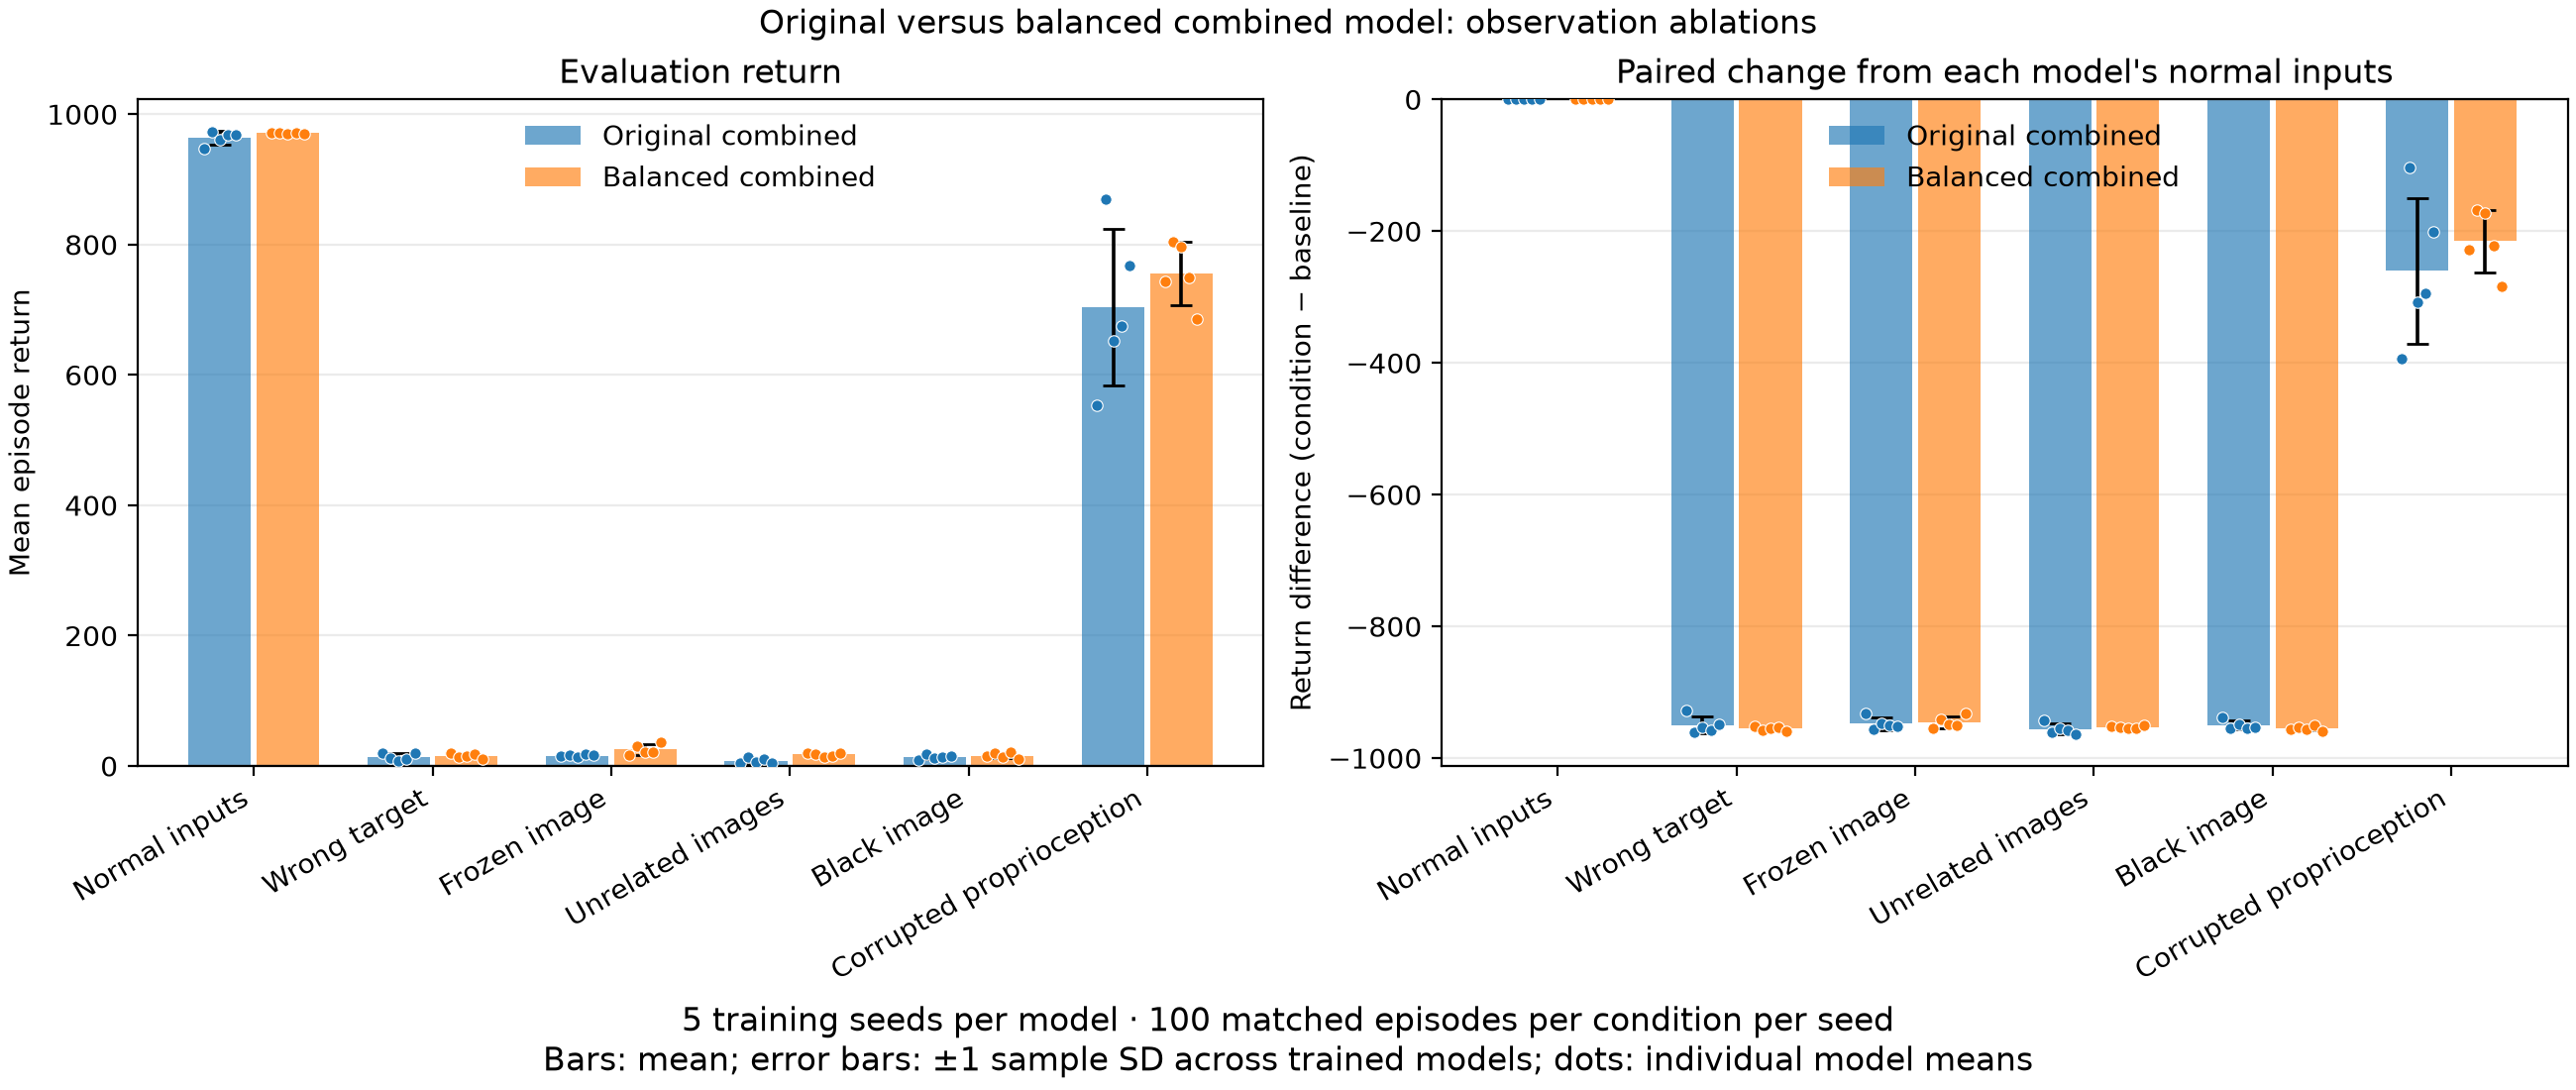 Original versus balanced combined model: observation ablations
Evaluation return
Mean episode return
1000
800
600
400
200
0
Original combined
Balanced combined
Normal inputs
Wrong target
Frozen image
Unrelated images
Black image
Corrupted proprioception
Paired change from each model's normal inputs
Return difference (condition − baseline)
0
−200
−400
−600
−800
−1000
Original combined
Balanced combined
Normal inputs
Wrong target
Frozen image
Unrelated images
Black image
Corrupted proprioception
5 training seeds per model · 100 matched episodes per condition per seed
Bars: mean; error bars: ±1 sample SD across trained models; dots: individual model means